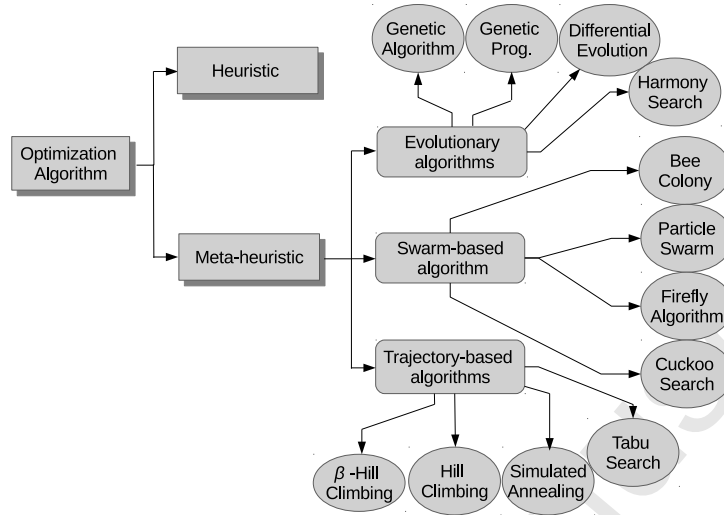 Genetic
Algorithm
Genetic
Prog.
Differential
Evolution
Heuristic
Harmony
Search
Optimization
Algorithm
Evolutionary
algorithms
Bee
Colony
Meta-heuristic
Swarm-based
algorithm
Particle
Swarm
Firefly
Algorithm
Trajectory-based
algorithms
Cuckoo
Search
β -Hill
Climbing
Hill
Climbing
Simulated
Annealing
Tabu
Search